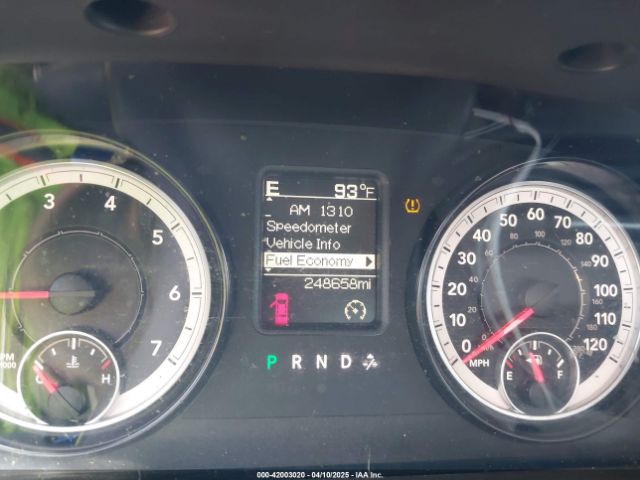 E 93°F
AM 1310
Speedometer
Vehicle Info
Fuel Economy
248658mi
P R N D
3 4 5 6 7
C H
0 10 20 30 40 50 60 70 80 90 100 110 120
MPH
E F
000-42003020 - 04/10/2025 - IAA Inc.